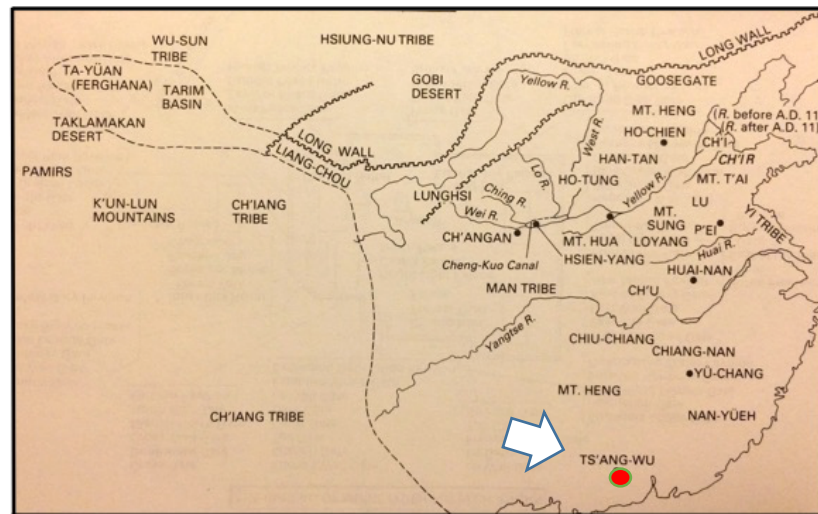 WU-SUN
TRIBE
HSIUNG-NU TRIBE
LONG WALL
TA-YÜAN
(FERGHANA)
TARIM
BASIN
GOBI
DESERT
Yellow R.
GOOSEGATE
TAKLAMAKAN
DESERT
LONG WALL
LIANG-CHOU
West R.
MT. HENG
HO-CHIEN
(R. before A.D. 11)
(R. after A.D. 11)
CH'I
CH'I R
HAN-TAN
PAMIRS
Lo R.
HO-TUNG
MT. T'AI
K'UN-LUN
MOUNTAINS
CH'IANG
TRIBE
LUNGHSI
Ching R.
Wei R.
Yellow R.
LU
MT.
SUNG
P'EI
YI TRIBE
CH'ANGAN
MT. HUA
LOYANG
Huai R.
HSIEN-YANG
Cheng-Kuo Canal
HUAI-NAN
MAN TRIBE
CH'U
Yangtse R.
CHIU-CHIANG
CHIANG-NAN
YÜ-CHANG
MT. HENG
CH'IANG TRIBE
NAN-YÜEH
TS'ANG-WU